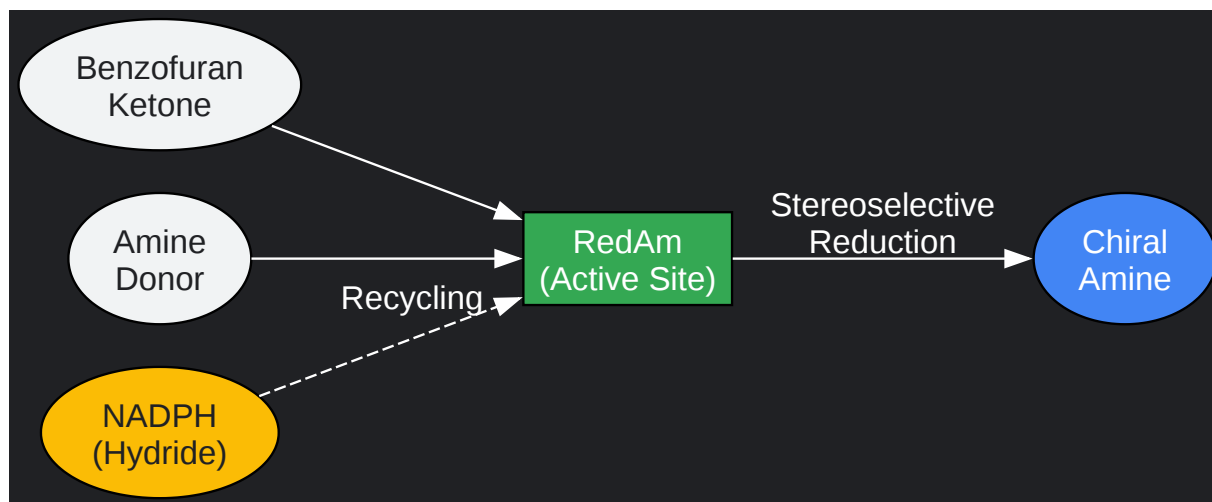 Benzofuran
Ketone
Amine
Donor
Recycling
NADPH
(Hydride)
RedAm
(Active Site)
Stereoselective
Reduction
Chiral
Amine